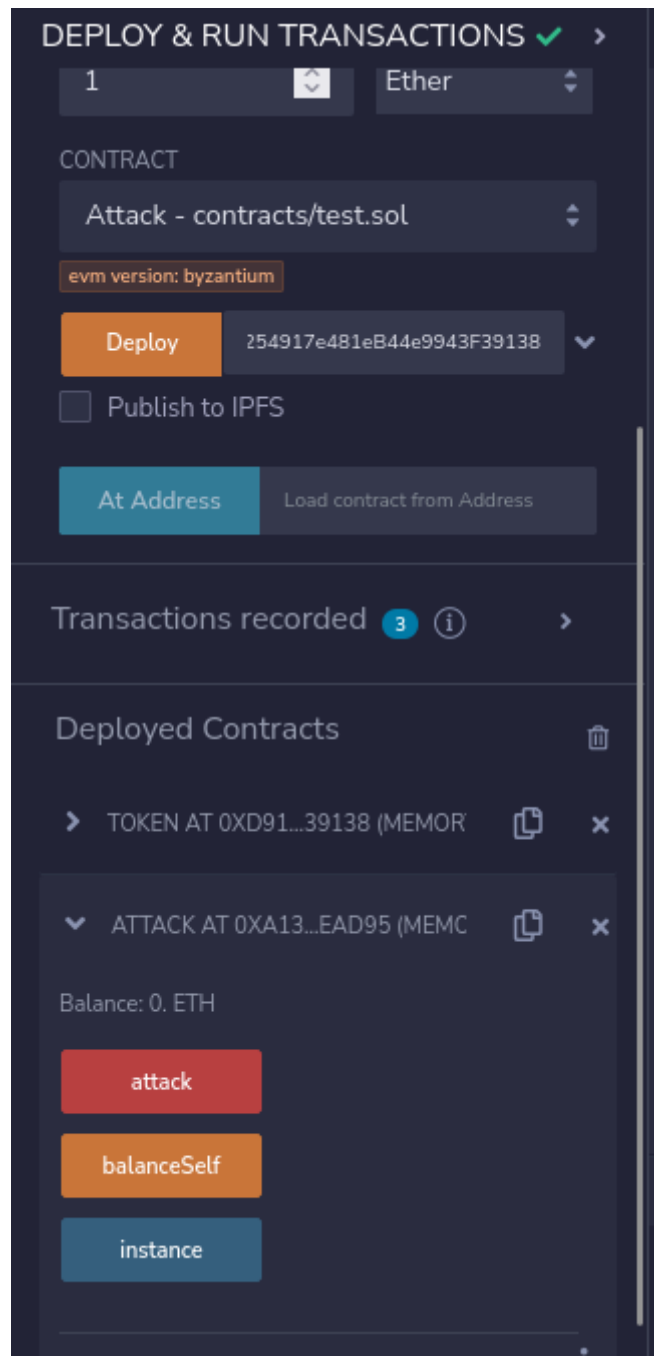 DEPLOY & RUN TRANSACTIONS
1 Ether
CONTRACT
Attack - contracts/test.sol
evm version: byzantium
Deploy 254917e481eB44e9943F39138
Publish to IPFS
At Address Load contract from Address
Transactions recorded 3 i
Deployed Contracts
TOKEN AT 0XD91...39138 (MEMOR
ATTACK AT 0XA13...EAD95 (MEMC
Balance: 0. ETH
attack
balanceSelf
instance